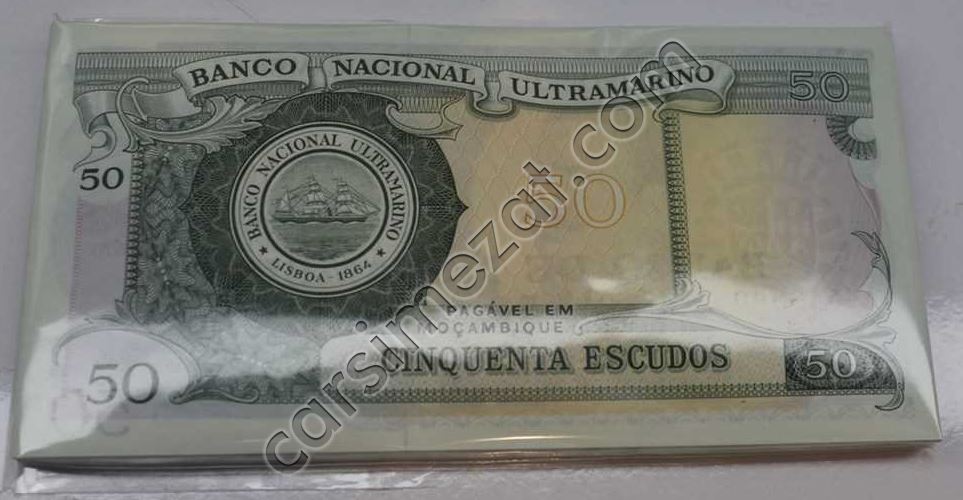 BANCO NACIONAL ULTRAMARINO
50
50
BANCO NACIONAL ULTRAMARINO
LISBOA - 1864
50
PAGÁVEL EM
MOÇAMBIQUE
CINQUENTA ESCUDOS
50
50
carsimezat.com